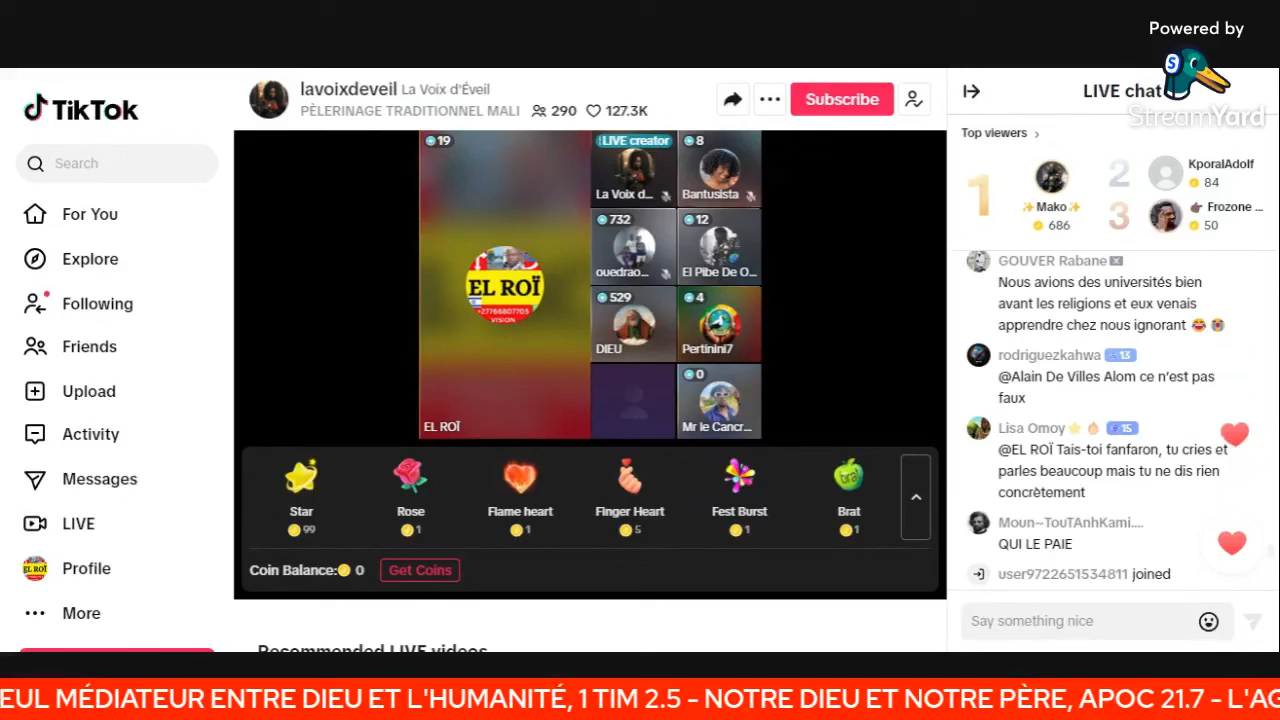 Powered by
StreamYard
TikTok
Search
For You
Explore
Following
Friends
Upload
Activity
Messages
LIVE
Profile
More
lavoixdeveil La Voix d'Éveil
PÈLERINAGE TRADITIONNEL MALI 290 127.3K
Subscribe
19
EL ROÏ
+27766807703
VISION
EL ROÏ
LIVE creator
La Voix d...
8
Bantusista
732
ouedrao...
12
El Pibe De O...
529
DIEU
4
Pertinini7
0
Mr le Cancr...
Star
99
Rose
1
Flame heart
1
Finger Heart
5
Fest Burst
1
Brat
1
Coin Balance: 0
Get Coins
Recommended LIVE videos
LIVE chat
Top viewers >
1
✨Mako✨
686
2
KporalAdolf
84
3
Frozone ...
50
GOUVER Rabane🇽
Nous avions des universités bien
avant les religions et eux venais
apprendre chez nous ignorant 😂 😭
rodriguezkahwa 13
@Alain De Villes Alom ce n'est pas
faux
Lisa Omoy⭐ 🔥 15
@EL ROÏ Tais-toi fanfaron, tu cries et
parles beaucoup mais tu ne dis rien
concrètement
Moun~TouTAnhKami....
QUI LE PAIE
user9722651534811 joined
Say something nice
EUL MÉDIATEUR ENTRE DIEU ET L'HUMANITÉ, 1 TIM 2.5 - NOTRE DIEU ET NOTRE PÈRE, APOC 21.7 - L'AG